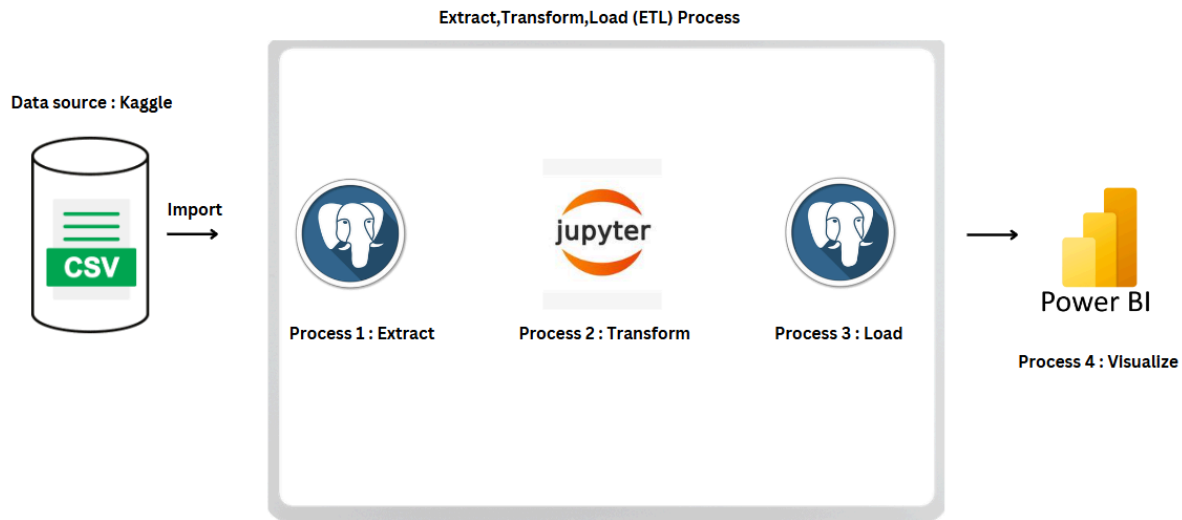 Extract,Transform,Load (ETL) Process
Data source : Kaggle
Import
CSV
jupyter
Process 1 : Extract
Process 2 : Transform
Process 3 : Load
Power BI
Process 4 : Visualize